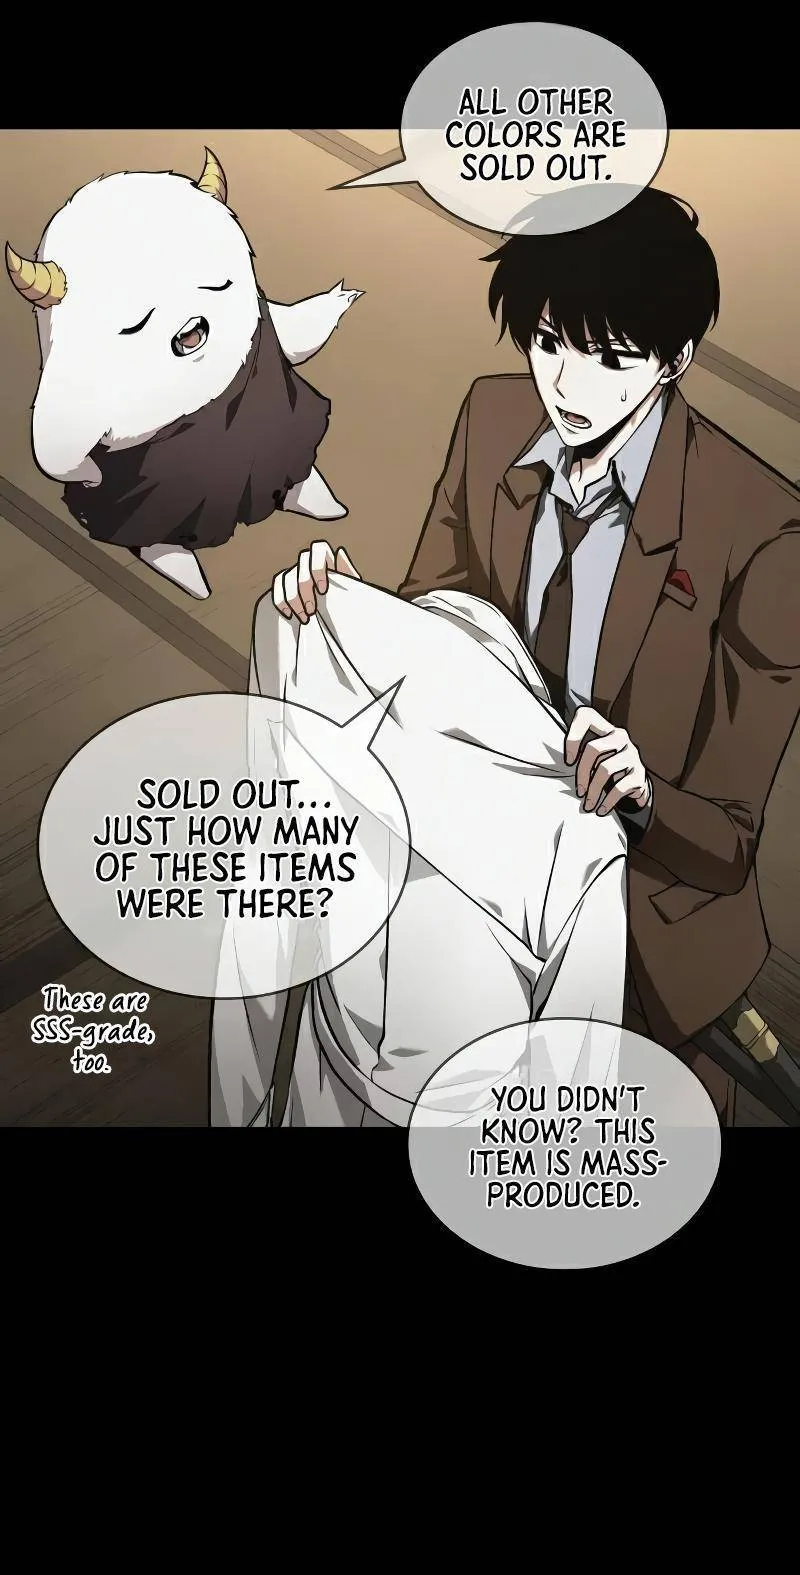 ALL OTHER
COLORS ARE
SOLD OUT.
SOLD OUT...
JUST HOW MANY
OF THESE ITEMS
WERE THERE?
These are
SSS-grade,
too.
YOU DIDN'T
KNOW? THIS
ITEM IS MASS-
PRODUCED.